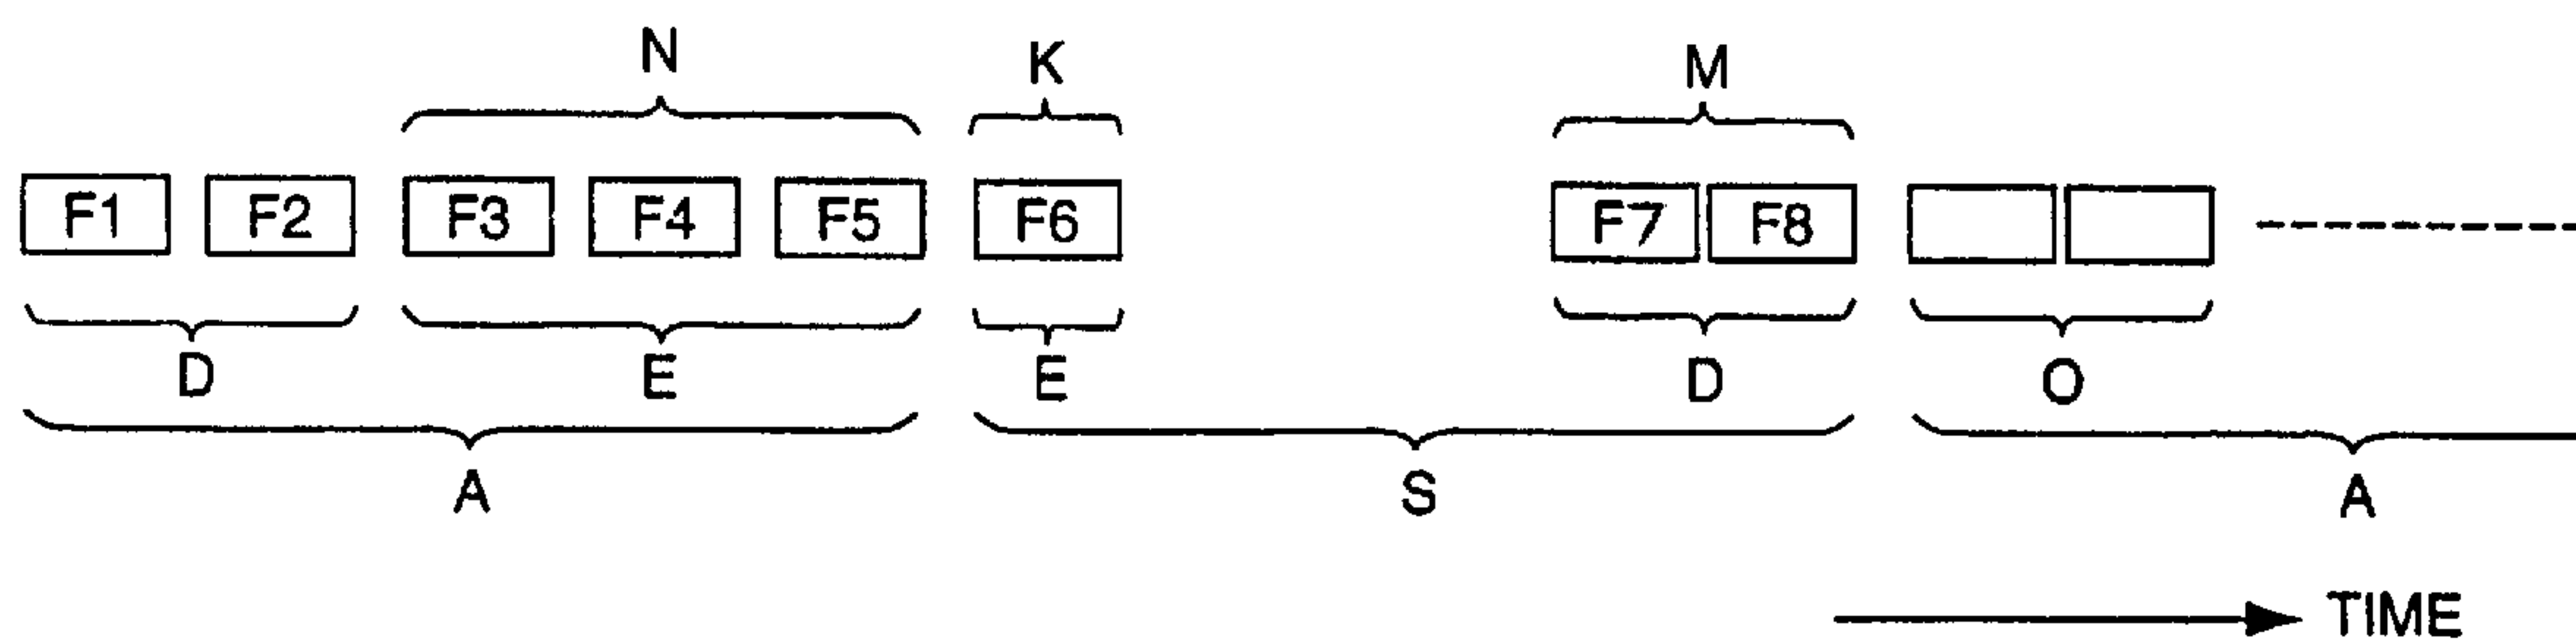 N K M
F1 F2 F3 F4 F5 F6 F7 F8
D E E D O
A S A
TIME